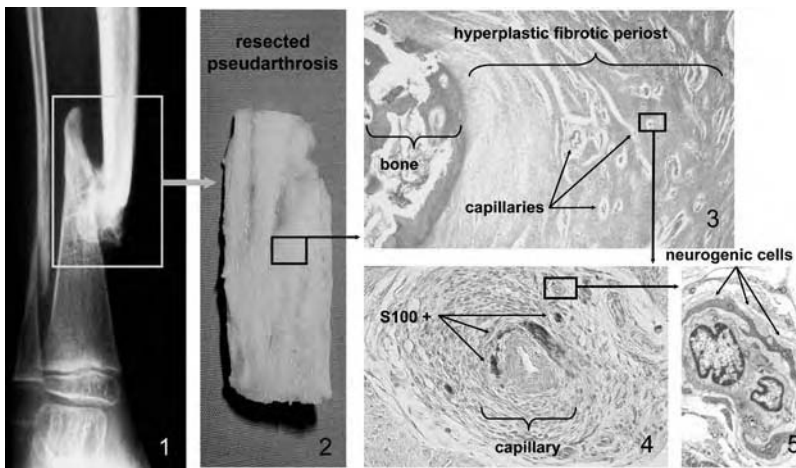 resected
pseudarthrosis
hyperplastic fibrotic periost
bone
capillaries
neurogenic cells
S100 +
capillary
1
2
3
4
5